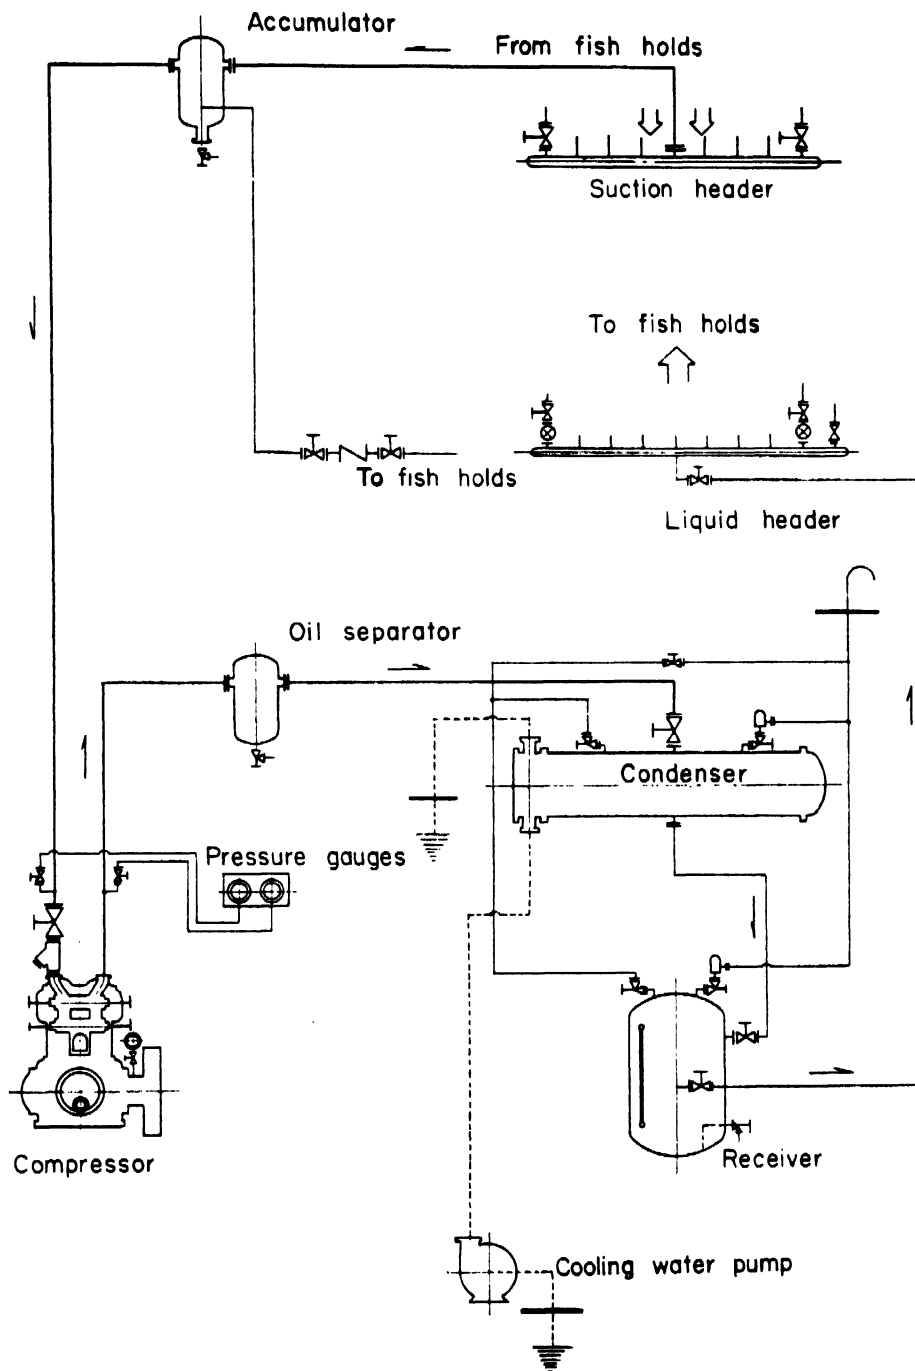 Accumulator
From fish holds
Suction header
To fish holds
To fish holds
Liquid header
Oil separator
Condenser
Pressure gauges
Compressor
Receiver
Cooling water pump